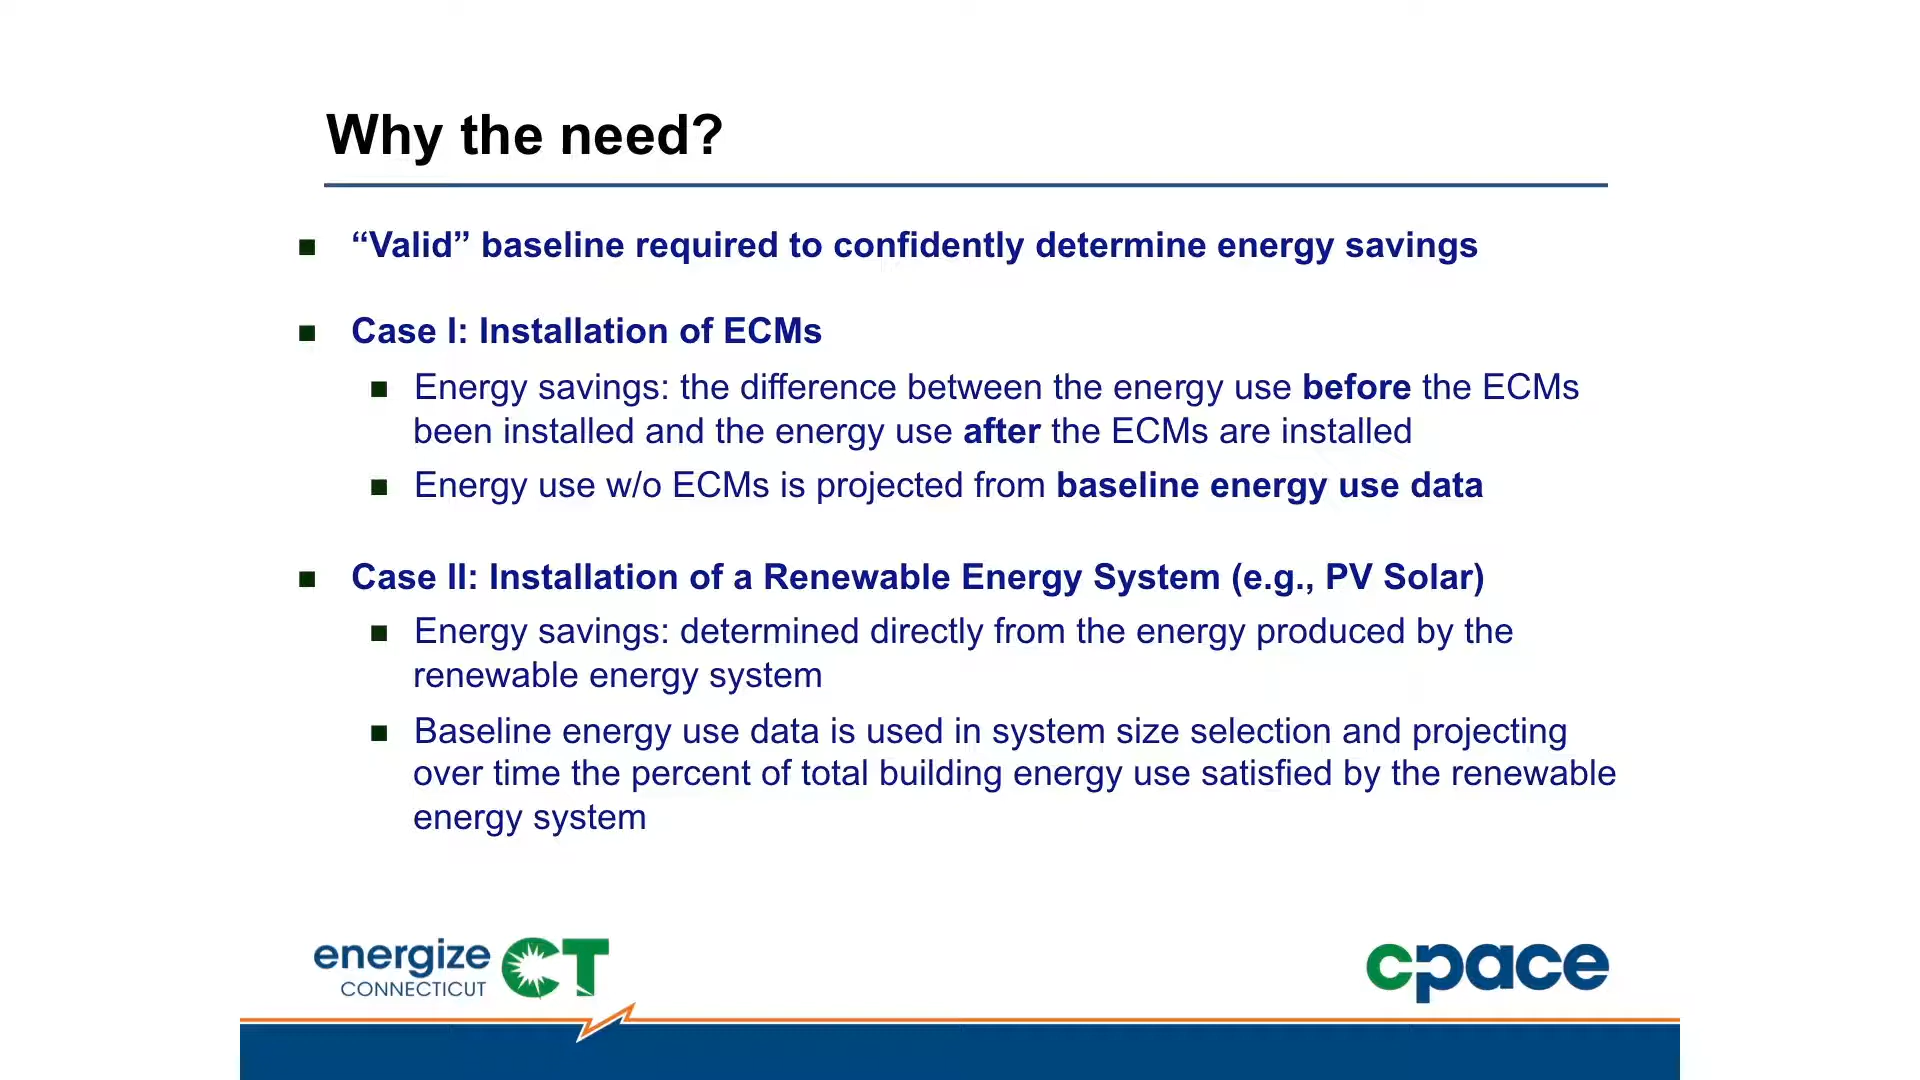 Why the need?
“Valid” baseline required to confidently determine energy savings
Case I: Installation of ECMs
Energy savings: the difference between the energy use before the ECMs
been installed and the energy use after the ECMs are installed
Energy use w/o ECMs is projected from baseline energy use data
Case II: Installation of a Renewable Energy System (e.g., PV Solar)
Energy savings: determined directly from the energy produced by the
renewable energy system
Baseline energy use data is used in system size selection and projecting
over time the percent of total building energy use satisfied by the renewable
energy system
energize CT
CONNECTICUT
cpace